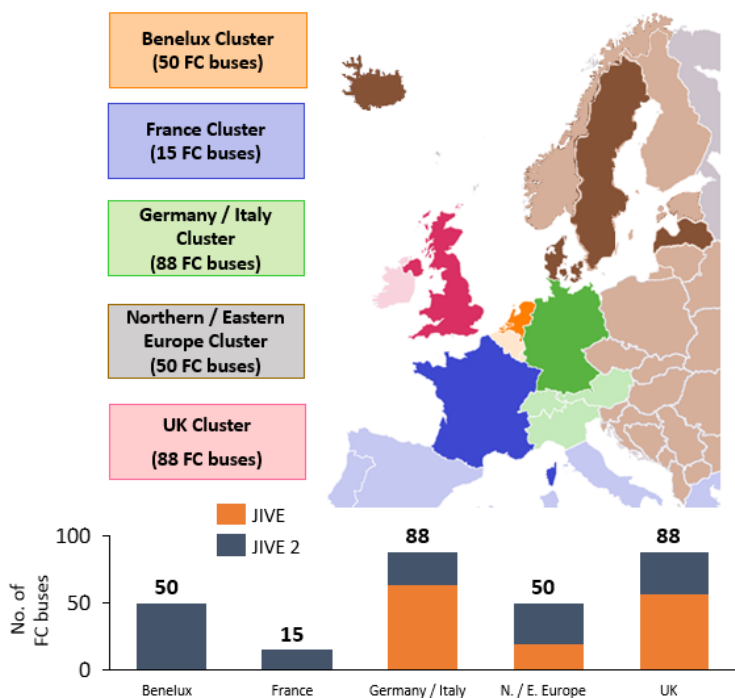 Benelux Cluster
(50 FC buses)
France Cluster
(15 FC buses)
Germany / Italy
Cluster
(88 FC buses)
Northern / Eastern
Europe Cluster
(50 FC buses)
UK Cluster
(88 FC buses)
JIVE
JIVE 2
No. of
FC buses
100
50
0
50
15
88
50
88
Benelux
France
Germany / Italy
N. / E. Europe
UK